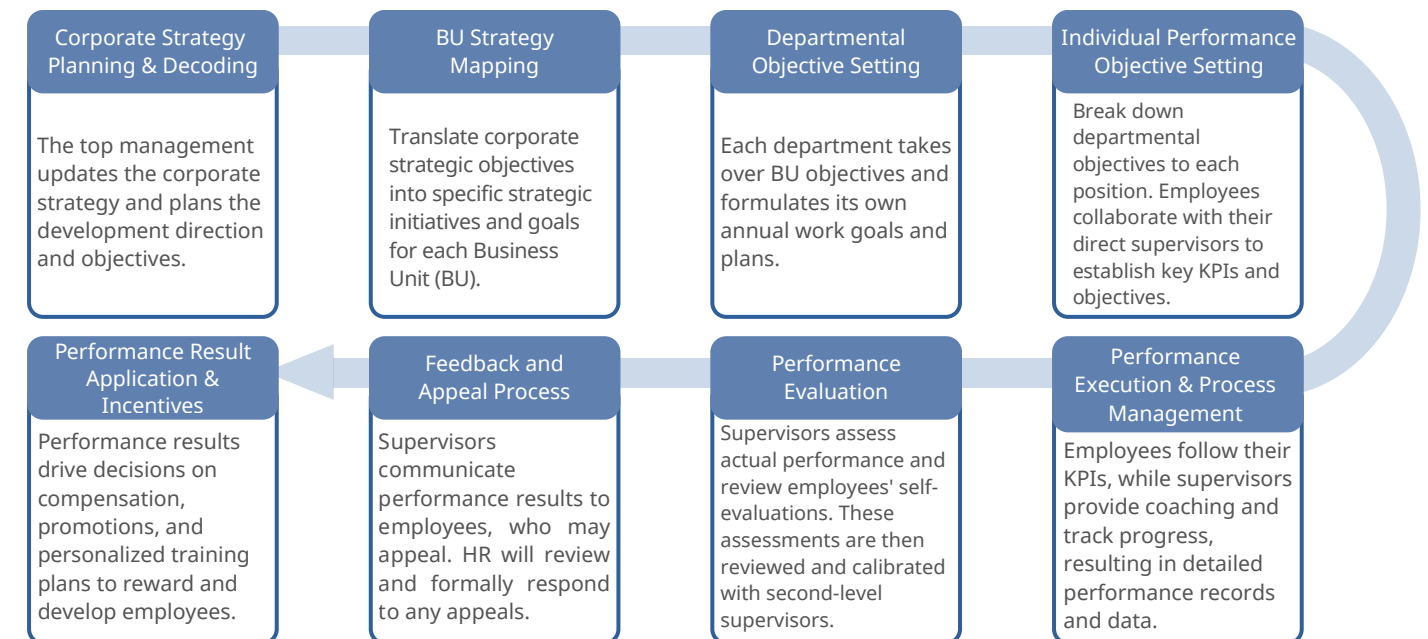 Corporate Strategy
Planning & Decoding
The top management
updates the corporate
strategy and plans the
development direction
and objectives.
BU Strategy
Mapping
Translate corporate
strategic objectives
into specific strategic
initiatives and goals
for each Business
Unit (BU).
Departmental
Objective Setting
Each department takes
over BU objectives and
formulates its own
annual work goals and
plans.
Individual Performance
Objective Setting
Break down
departmental
objectives to each
position. Employees
collaborate with their
direct supervisors to
establish key KPIs and
objectives.
Performance
Execution & Process
Management
Employees follow their
KPIs, while supervisors
provide coaching and
track progress,
resulting in detailed
performance records
and data.
Performance
Evaluation
Supervisors assess
actual performance and
review employees' self-
evaluations. These
assessments are then
reviewed and calibrated
with second-level
supervisors.
Feedback and
Appeal Process
Supervisors
communicate
performance results to
employees, who may
appeal. HR will review
and formally respond
to any appeals.
Performance Result
Application &
Incentives
Performance results
drive decisions on
compensation,
promotions, and
personalized training
plans to reward and
develop employees.